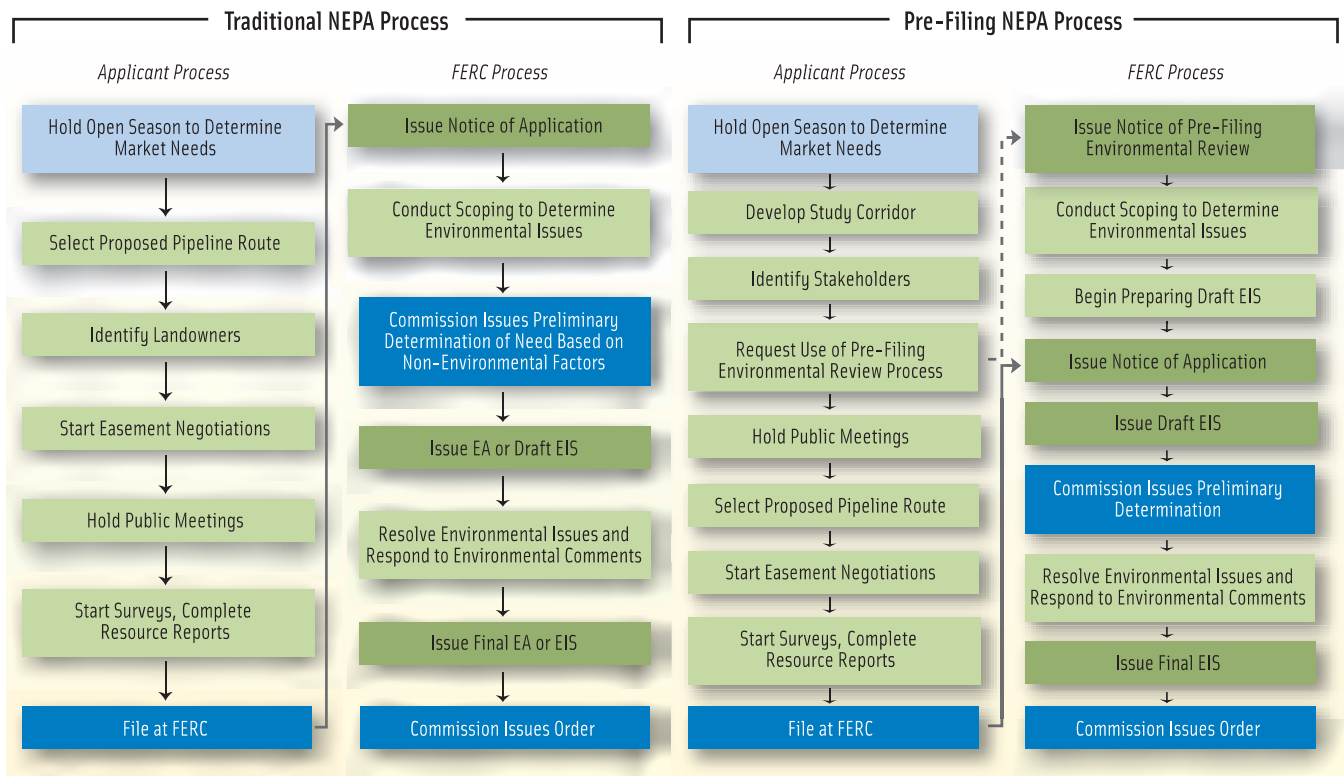 Traditional NEPA Process
Applicant Process
Hold Open Season to Determine
Market Needs
Select Proposed Pipeline Route
Identify Landowners
Start Easement Negotiations
Hold Public Meetings
Start Surveys, Complete
Resource Reports
File at FERC
FERC Process
Issue Notice of Application
Conduct Scoping to Determine
Environmental Issues
Commission Issues Preliminary
Determination of Need Based on
Non-Environmental Factors
Issue EA or Draft EIS
Resolve Environmental Issues and
Respond to Environmental Comments
Issue Final EA or EIS
Commission Issues Order
Pre-Filing NEPA Process
Applicant Process
Hold Open Season to Determine
Market Needs
Develop Study Corridor
Identify Stakeholders
Request Use of Pre-Filing
Environmental Review Process
Hold Public Meetings
Select Proposed Pipeline Route
Start Easement Negotiations
Start Surveys, Complete
Resource Reports
File at FERC
FERC Process
Issue Notice of Pre-Filing
Environmental Review
Conduct Scoping to Determine
Environmental Issues
Begin Preparing Draft EIS
Issue Notice of Application
Issue Draft EIS
Commission Issues Preliminary
Determination
Resolve Environmental Issues and
Respond to Environmental Comments
Issue Final EIS
Commission Issues Order